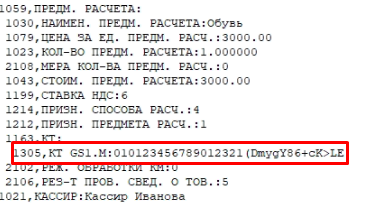 1059,ПРЕДМ. РАСЧЕТА:
1030,НАИМЕН. ПРЕДМ. РАСЧЕТА:Обувь
1079,ЦЕНА ЗА ЕД. ПРЕДМ. РАСЧ.:3000.00
1023,КОЛ-ВО ПРЕДМ. РАСЧЕТА:1.000000
2108,МЕРА КОЛ-ВА ПРЕДМ. РАСЧ.:0
1043,СТОИМ. ПРЕДМ. РАСЧЕТА:3000.00
1199,СТАВКА НДС:6
1214,ПРИЗН. СПОСОБА РАСЧ.:4
1212,ПРИЗН. ПРЕДМЕТА РАСЧ.:1
1163,КТ:
1305,КТ GS1.M:010123456789012321(DmygY86+cK>LE
2102,РЕЖ. ОБРАБОТКИ КМ:0
2106,РЕЗ-Т ПРОВ. СВЕД. О ТОВ.:5
1021,КАССИР:Кассир Иванова